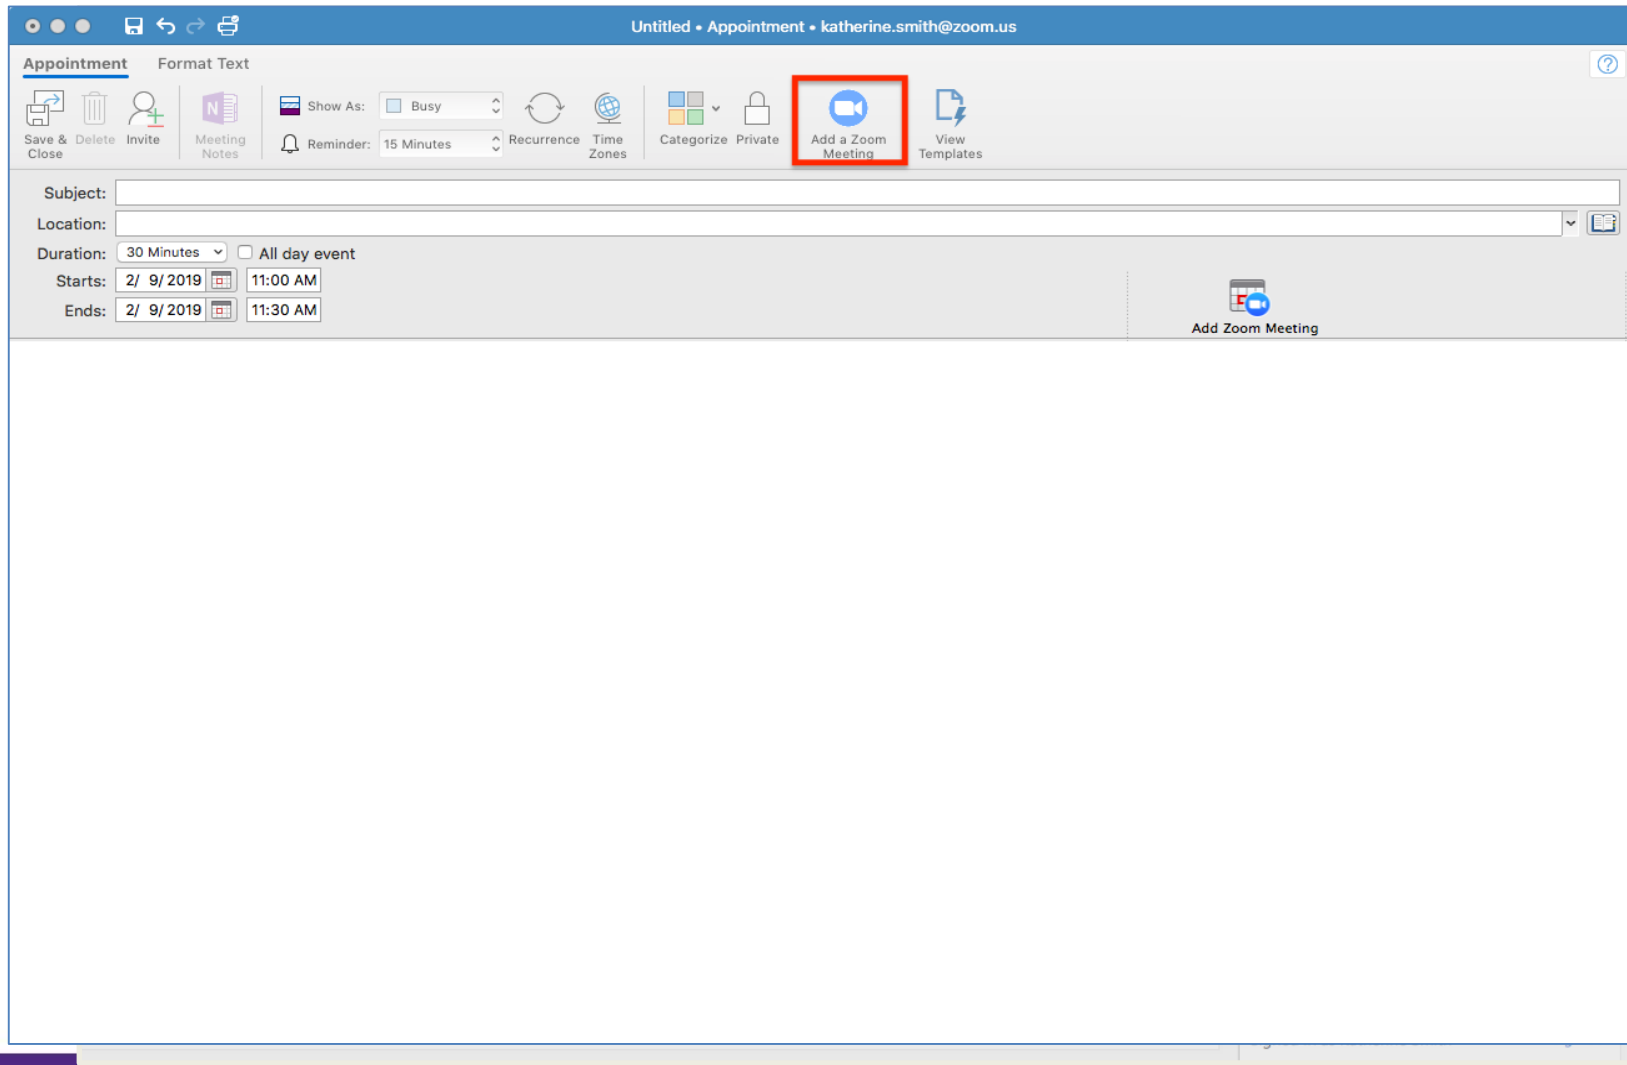 Untitled • Appointment • katherine.smith@zoom.us
Appointment Format Text
Save & Close
Delete
Invite
N
Meeting Notes
Show As: Busy
Reminder: 15 Minutes
Recurrence
Time Zones
Categorize
Private
Add a Zoom Meeting
View Templates
?
Subject:
Location:
Duration: 30 Minutes All day event
Starts: 2/ 9/2019 11:00 AM
Ends: 2/ 9/2019 11:30 AM
Add Zoom Meeting